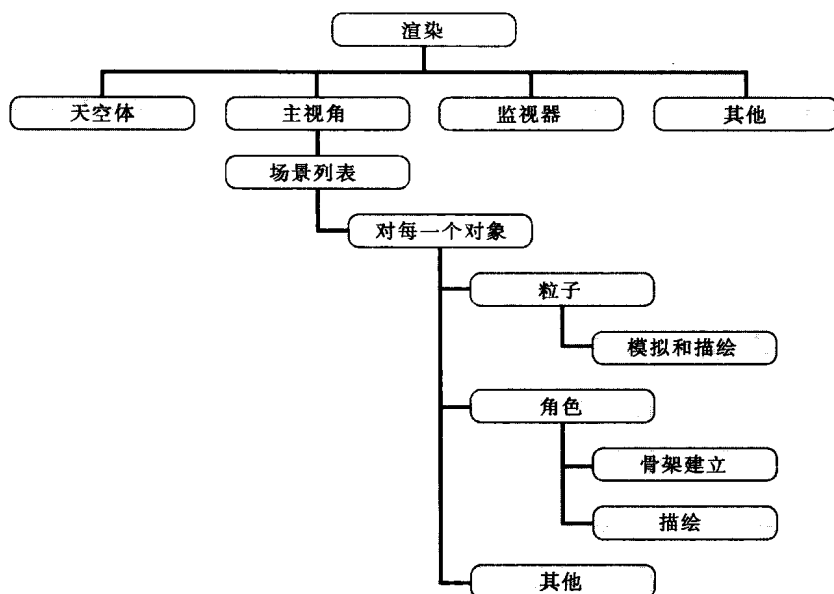 渲染
天空体
主视角
监视器
其他
场景列表
对每一个对象
粒子
模拟和描绘
角色
骨架建立
描绘
其他